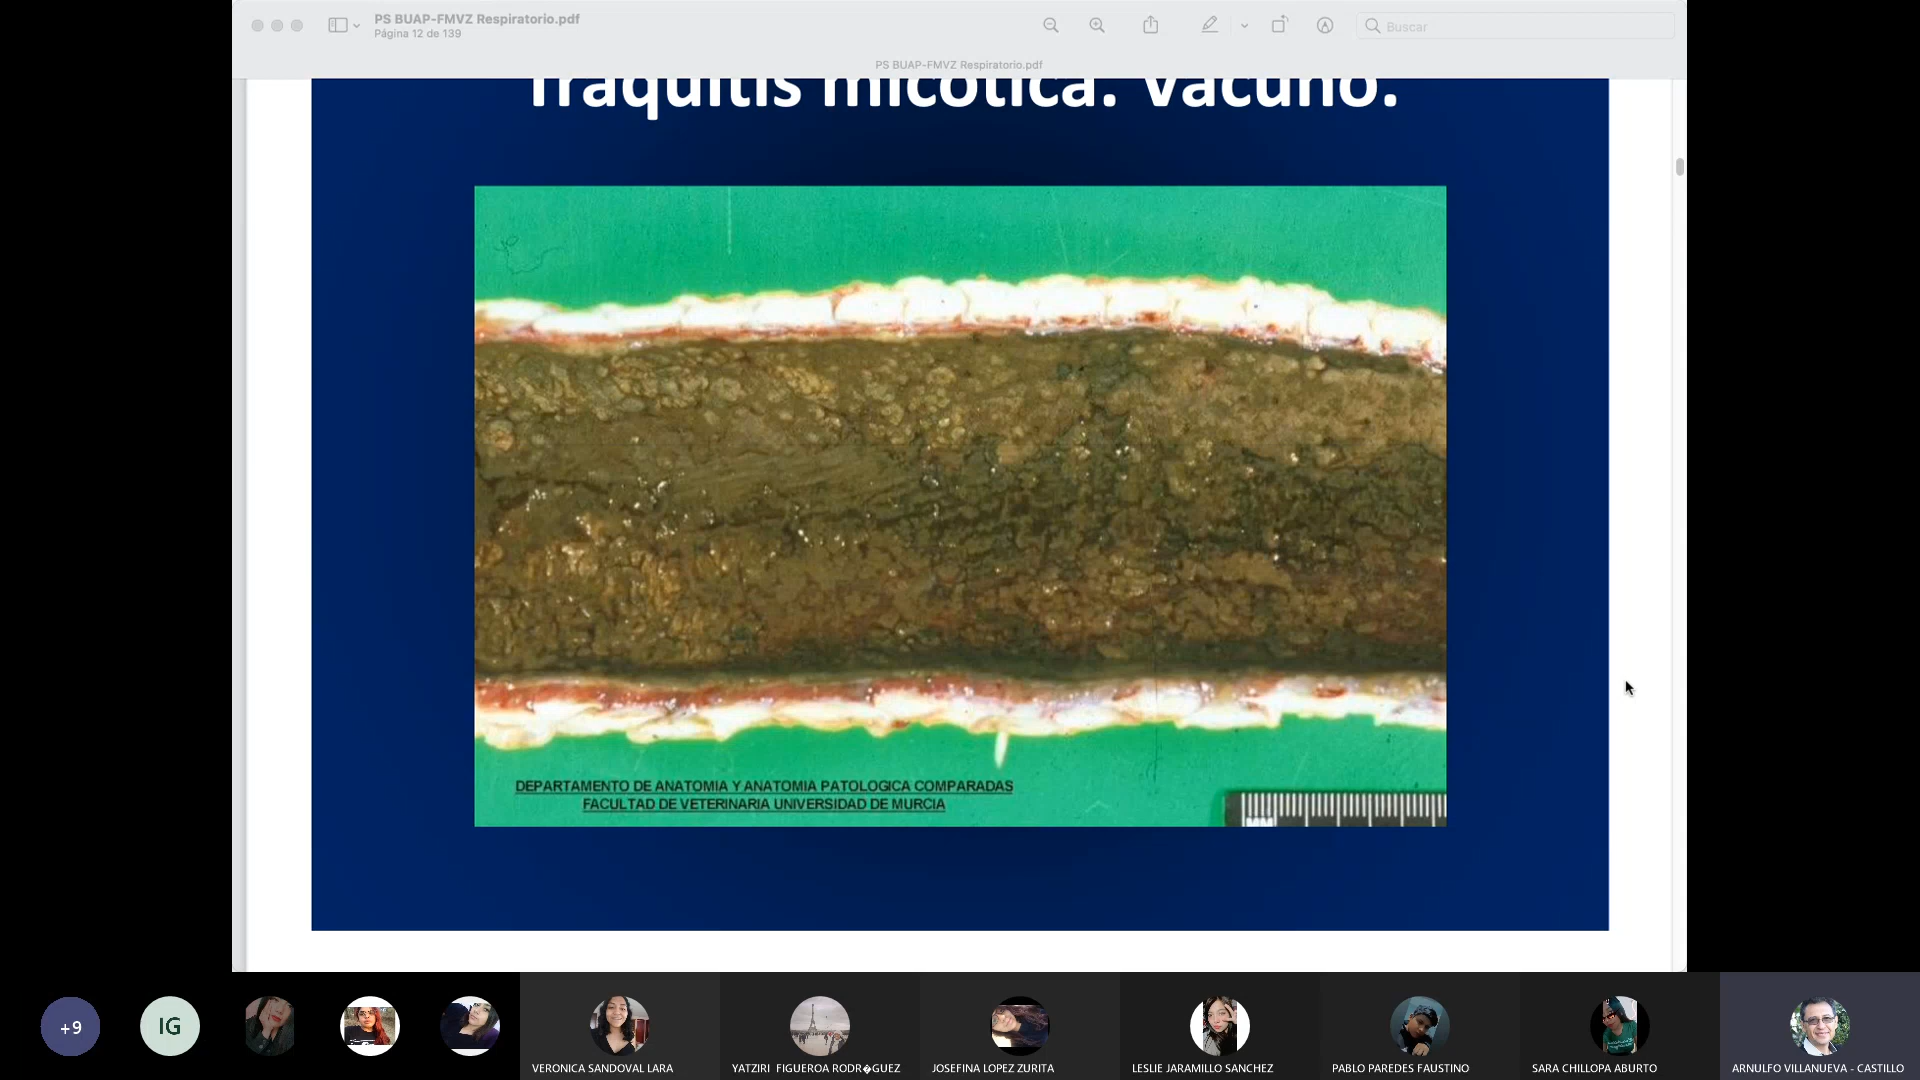 PS BUAP-FMVZ Respiratorio.pdf
Página 12 de 139
Buscar
PS BUAP-FMVZ Respiratorio.pdf
Traquitis micótica. Vacuno.
DEPARTAMENTO DE ANATOMIA Y ANATOMIA PATOLOGICA COMPARADAS
FACULTAD DE VETERINARIA UNIVERSIDAD DE MURCIA
MM
+9
IG
VERONICA SANDOVAL LARA
YATZIRI FIGUEROA RODR�GUEZ
JOSEFINA LOPEZ ZURITA
LESLIE JARAMILLO SANCHEZ
PABLO PAREDES FAUSTINO
SARA CHILLOPA ABURTO
ARNULFO VILLANUEVA - CASTILLO